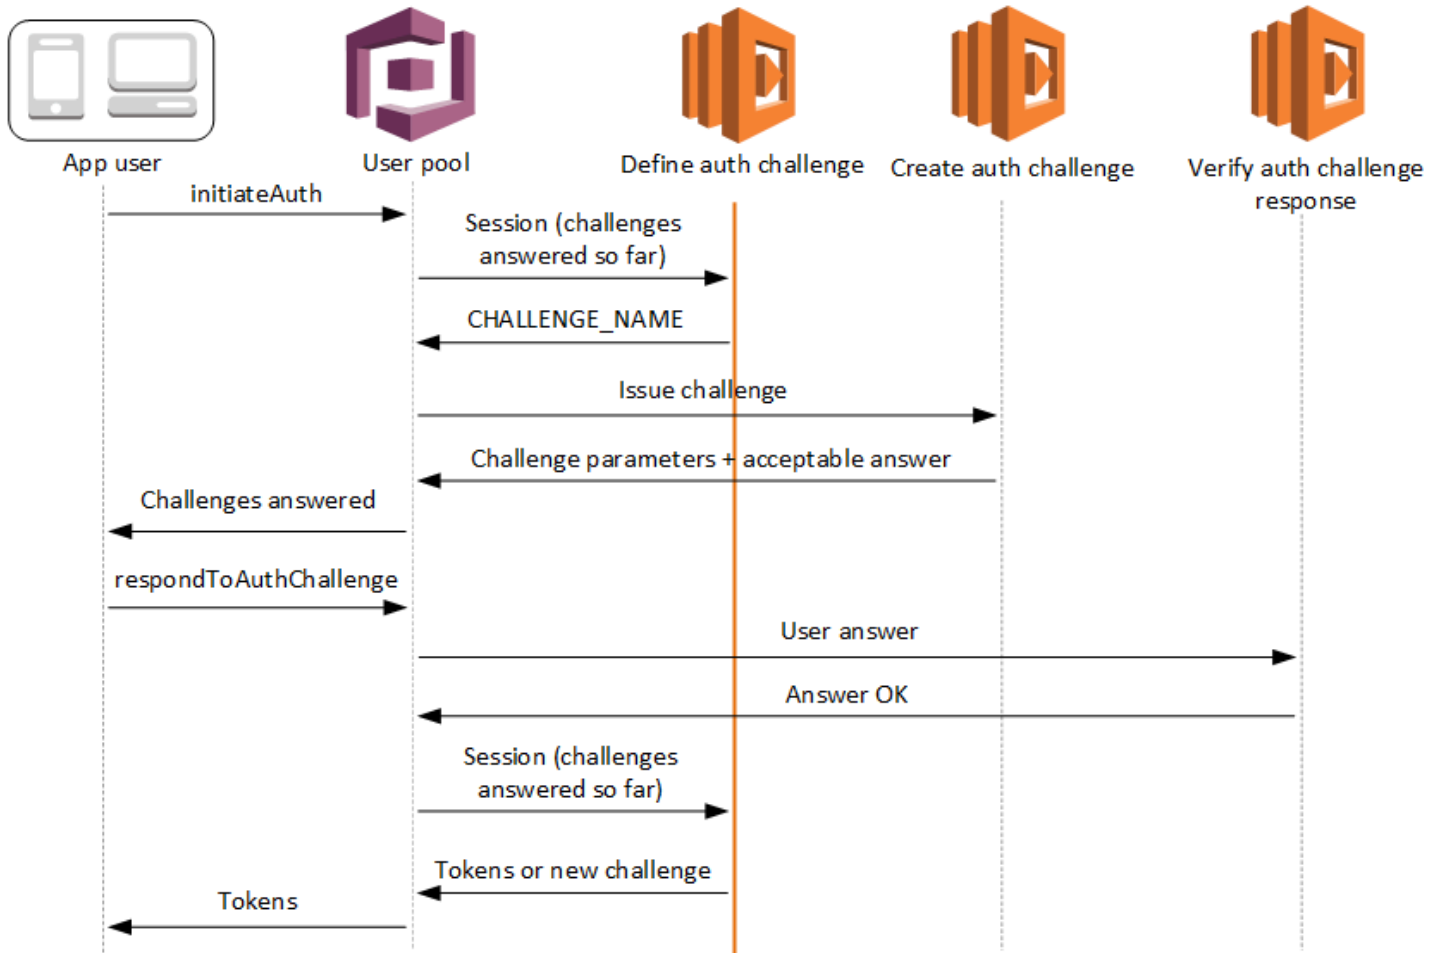 App user
User pool
Define auth challenge
Create auth challenge
Verify auth challenge
response
initiateAuth
Session (challenges
answered so far)
CHALLENGE_NAME
Issue challenge
Challenge parameters + acceptable answer
Challenges answered
respondToAuthChallenge
User answer
Answer OK
Session (challenges
answered so far)
Tokens or new challenge
Tokens